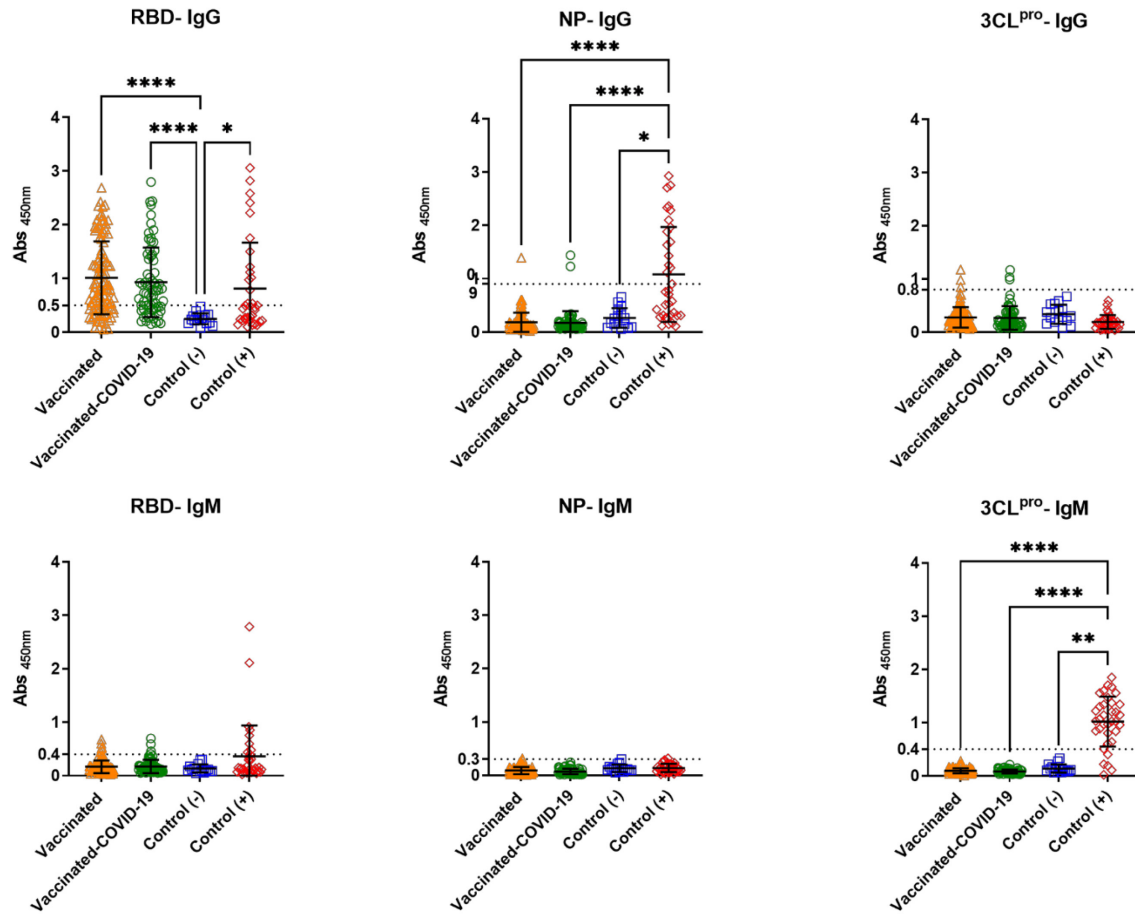 RBD- IgG
****
**** *
Abs 450nm
4
3
2
1
0.5
0
Vaccinated
Vaccinated-COVID-19
Control (-)
Control (+)
NP- IgG
****
****
*
Abs 450nm
4
3
2
1
0.
9
0
Vaccinated
Vaccinated-COVID-19
Control (-)
Control (+)
3CLpro- IgG
Abs 450nm
4
3
2
1
0.8
0
Vaccinated
Vaccinated-COVID-19
Control (-)
Control (+)
RBD- IgM
Abs 450nm
4
3
2
1
0.4
0
Vaccinated
Vaccinated-COVID-19
Control (-)
Control (+)
NP- IgM
Abs 450nm
4
3
2
1
0.3
0
Vaccinated
Vaccinated-COVID-19
Control (-)
Control (+)
3CLpro- IgM
****
****
**
Abs 450nm
4
3
2
1
0.4
0
Vaccinated
Vaccinated-COVID-19
Control (-)
Control (+)